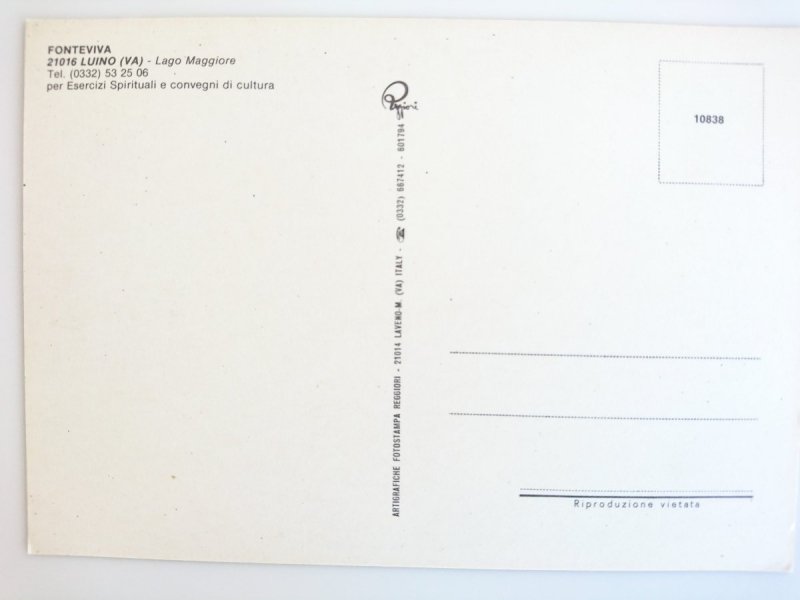 FONTEVIVA
21016 LUINO (VA) - Lago Maggiore
Tel. (0332) 53 25 06
per Esercizi Spirituali e convegni di cultura
Reggiori
ARTIGRAFICHE FOTOSTAMPA REGGIORI - 21014 LAVENO-M. (VA) ITALY - ☎ (0332) 667412 - 601794
10838
Riproduzione vietata